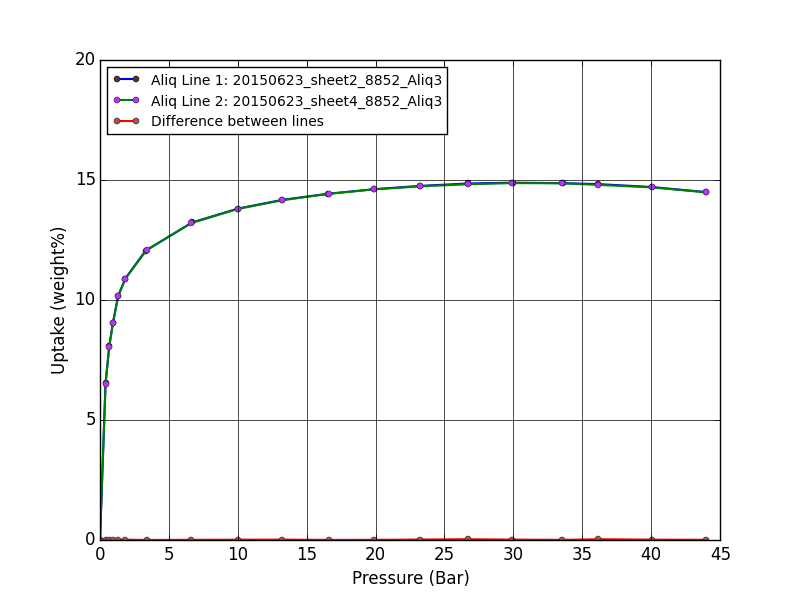 20
Aliq Line 1: 20150623_sheet2_8852_Aliq3
Aliq Line 2: 20150623_sheet4_8852_Aliq3
Difference between lines
15
10
5
0
Uptake (weight%)
0 5 10 15 20 25 30 35 40 45
Pressure (Bar)